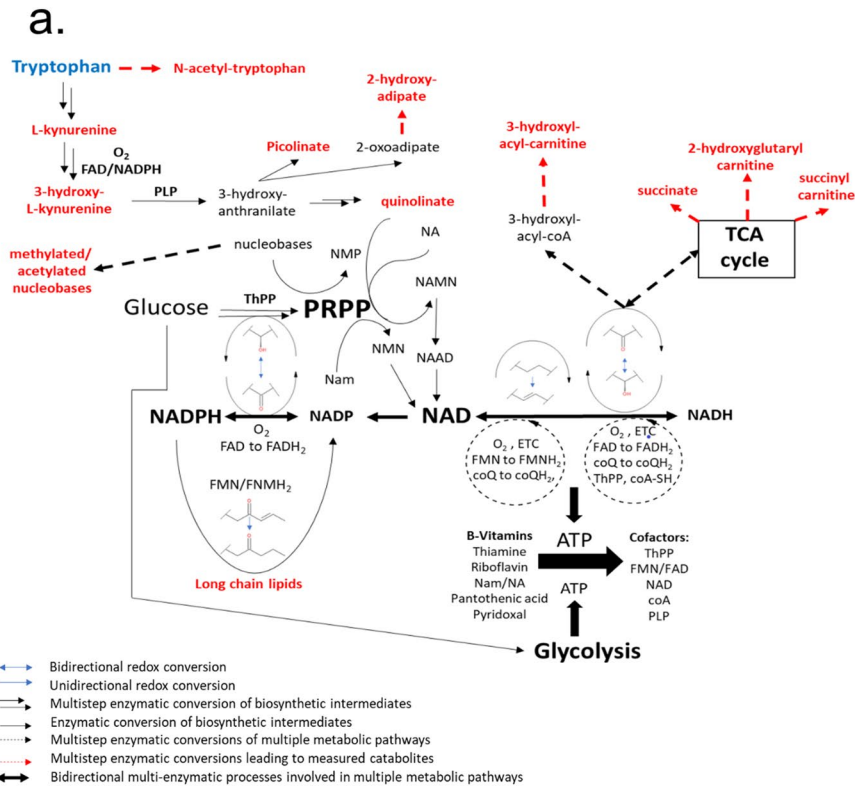 a.
Tryptophan
N-acetyl-tryptophan
2-hydroxy-
adipate
L-kynurenine
O2
FAD/NADPH
Picolinate
2-oxoadipate
3-hydroxyl-
acyl-carnitine
2-hydroxyglutaryl
carnitine
succinyl
carnitine
succinate
3-hydroxy-
L-kynurenine
PLP
3-hydroxy-
anthranilate
quinolinate
3-hydroxyl-
acyl-coA
TCA
cycle
nucleobases
NMP
NA
methylated/
acetylated
nucleobases
NAMN
Glucose
ThPP
PRPP
NMN
NAAD
Nam
OH
O
O
OH
NADPH
NADP
NAD
NADH
O2
FAD to FADH2
O2 , ETC
FMN to FMNH2
coQ to coQH2,
O2 , ETC
FAD to FADH2
coQ to coQH2
ThPP, coA-SH
FMN/FNMH2
O
O
Long chain lipids
B-Vitamins
Thiamine
Riboflavin
Nam/NA
Pantothenic acid
Pyridoxal
ATP
ATP
Cofactors:
ThPP
FMN/FAD
NAD
coA
PLP
Glycolysis
Bidirectional redox conversion
Unidirectional redox conversion
Multistep enzymatic conversion of biosynthetic intermediates
Enzymatic conversion of biosynthetic intermediates
Multistep enzymatic conversions of multiple metabolic pathways
Multistep enzymatic conversions leading to measured catabolites
Bidirectional multi-enzymatic processes involved in multiple metabolic pathways